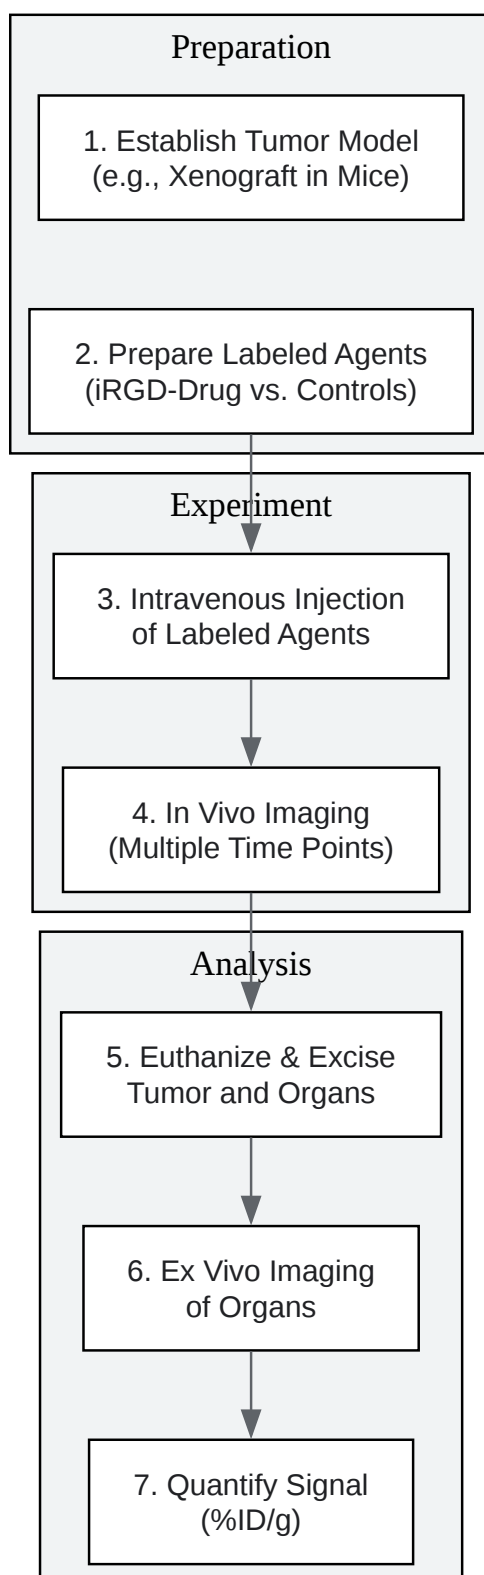 Preparation
1. Establish Tumor Model
(e.g., Xenograft in Mice)
2. Prepare Labeled Agents
(iRGD-Drug vs. Controls)
Experiment
3. Intravenous Injection
of Labeled Agents
4. In Vivo Imaging
(Multiple Time Points)
Analysis
5. Euthanize & Excise
Tumor and Organs
6. Ex Vivo Imaging
of Organs
7. Quantify Signal
(%ID/g)